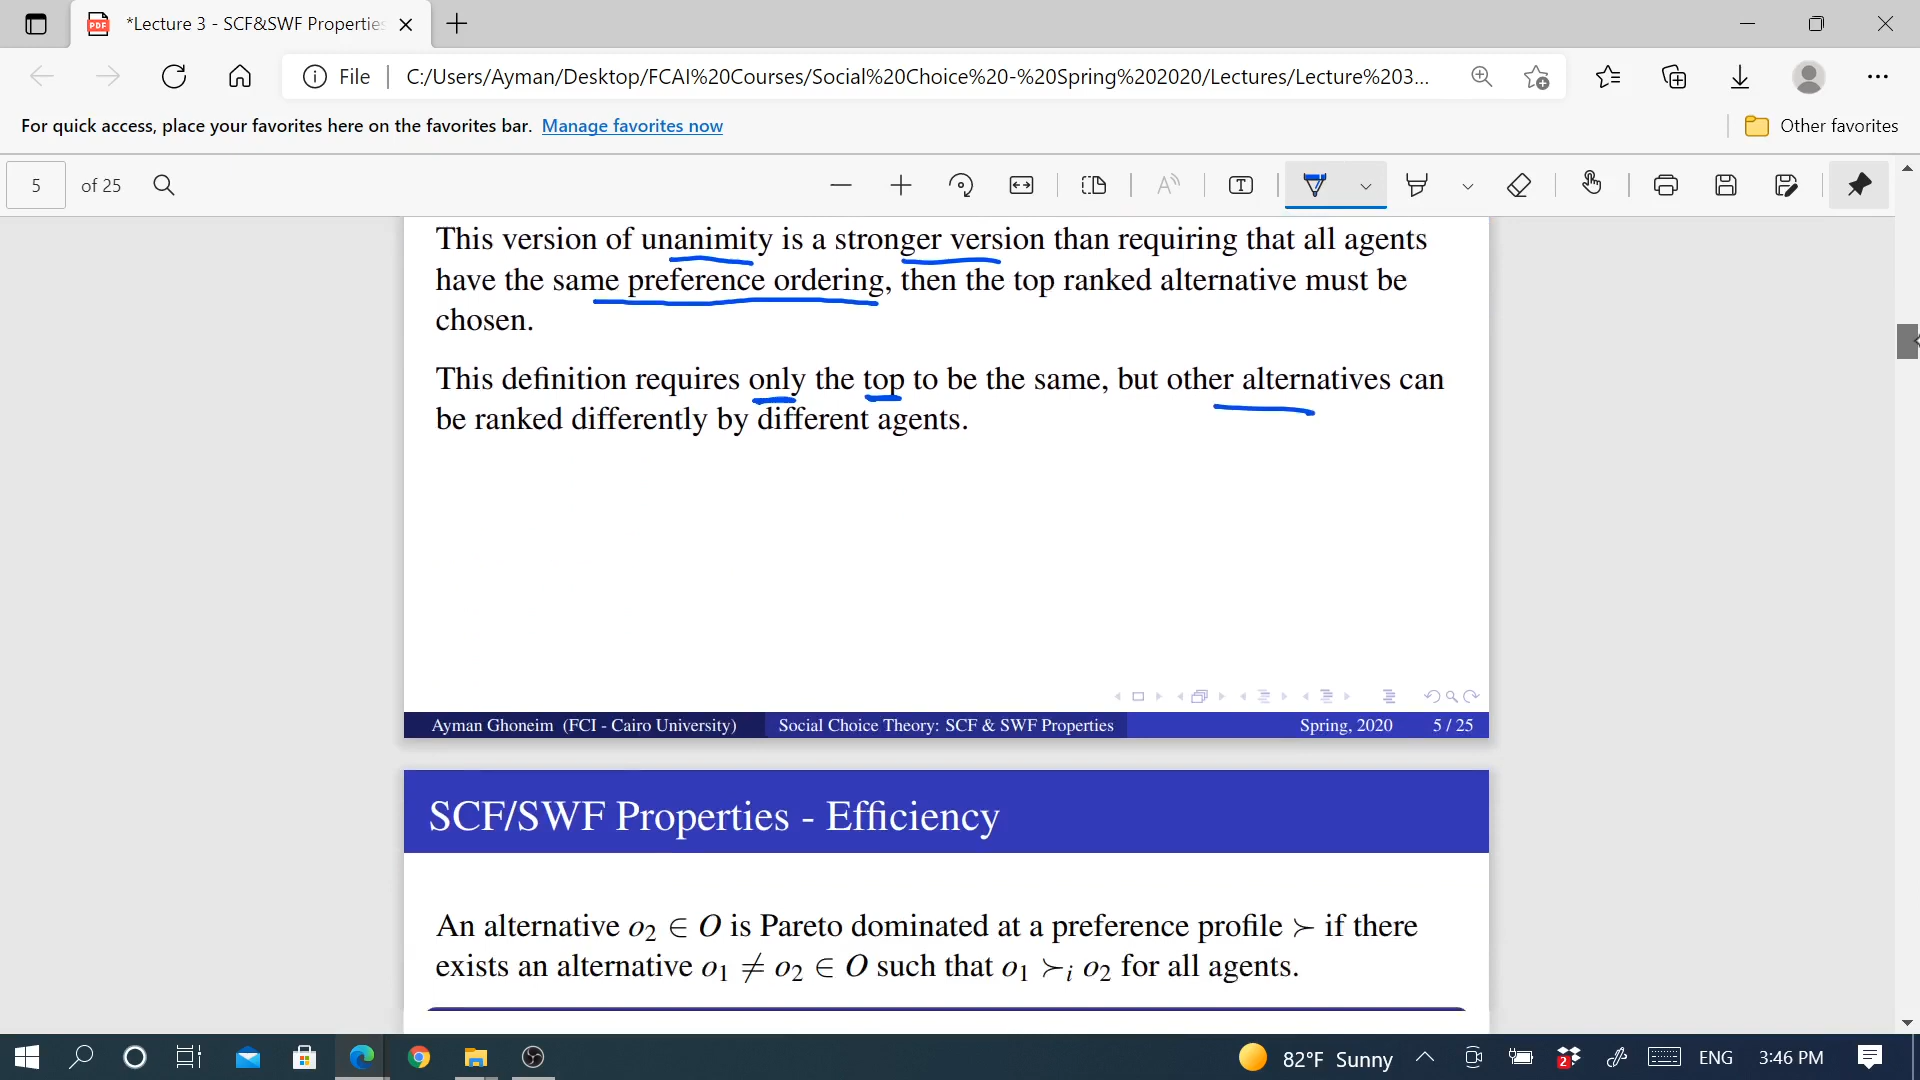 *Lecture 3 - SCF&SWF Properties
File
C:/Users/Ayman/Desktop/FCAI%20Courses/Social%20Choice%20-%20Spring%202020/Lectures/Lecture%203...
For quick access, place your favorites here on the favorites bar. Manage favorites now
Other favorites
5 of 25
This version of unanimity is a stronger version than requiring that all agents
have the same preference ordering, then the top ranked alternative must be
chosen.
This definition requires only the top to be the same, but other alternatives can
be ranked differently by different agents.
Ayman Ghoneim (FCI - Cairo University) Social Choice Theory: SCF & SWF Properties Spring, 2020 5 / 25
SCF/SWF Properties - Efficiency
An alternative o₂ ∈ O is Pareto dominated at a preference profile ≻ if there
exists an alternative o₁ ≠ o₂ ∈ O such that o₁ ≻ᵢ o₂ for all agents.
82°F Sunny
2
ENG
3:46 PM